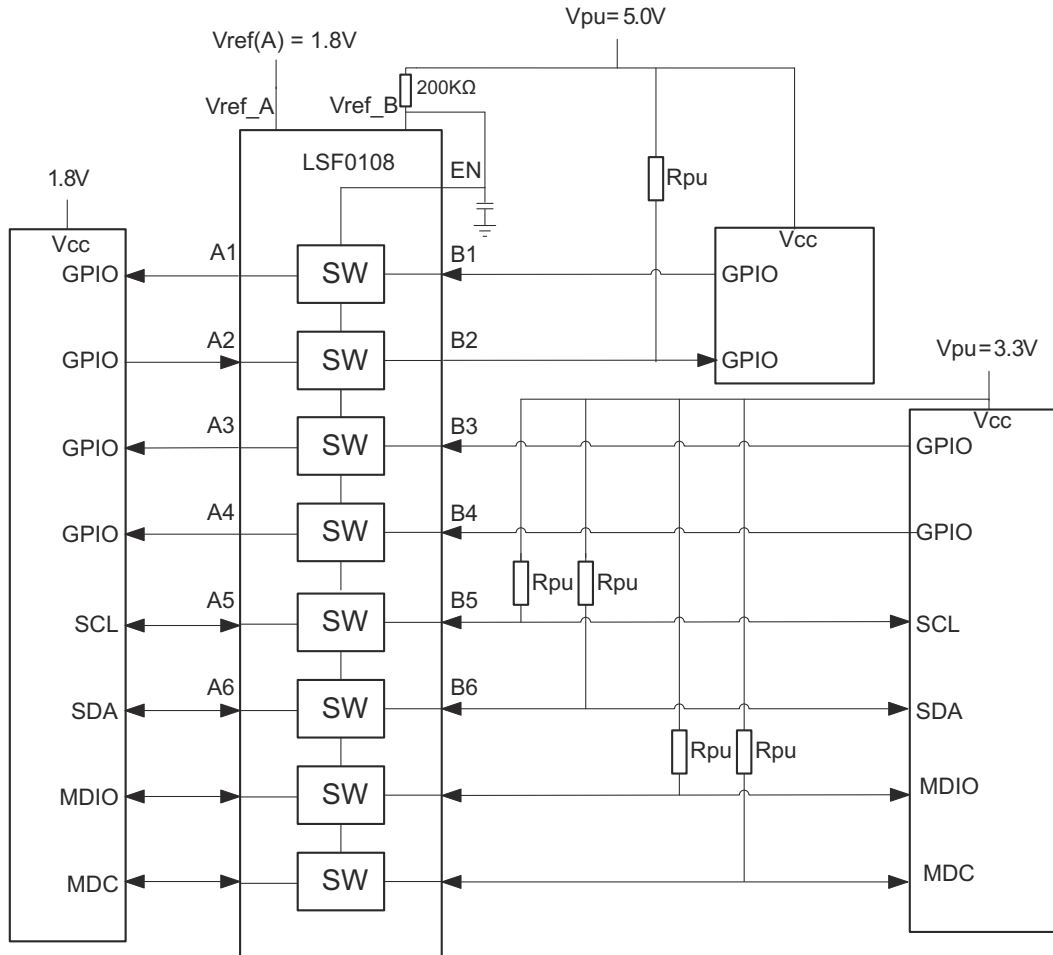 Vpu= 5.0V
Vref(A) = 1.8V
200KΩ
Vref_A
Vref_B
LSF0108
EN
Rpu
1.8V
Vcc
Vcc
GPIO
A1
SW
B1
GPIO
GPIO
A2
SW
B2
GPIO
Vpu=3.3V
Vcc
GPIO
A3
SW
B3
GPIO
GPIO
A4
SW
B4
GPIO
Rpu
Rpu
SCL
A5
SW
B5
SCL
SDA
A6
SW
B6
SDA
Rpu
Rpu
MDIO
SW
MDIO
MDC
SW
MDC